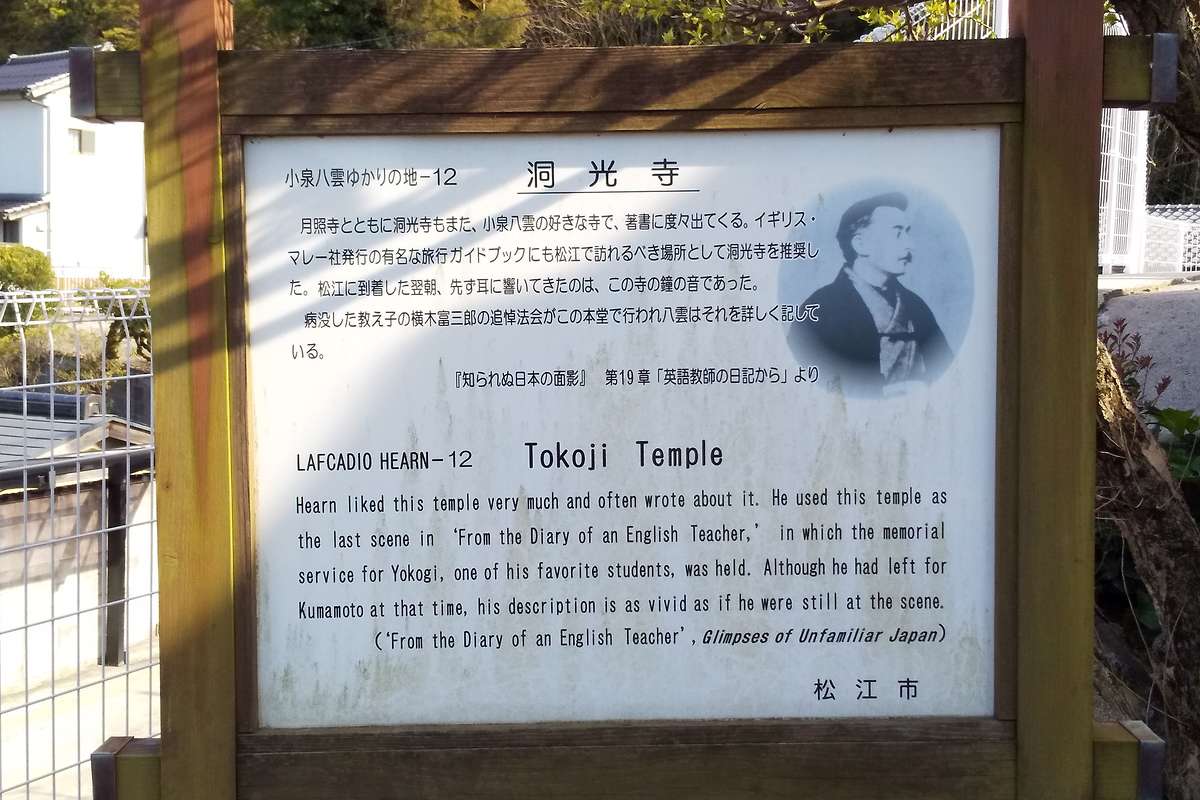 小泉八雲ゆかりの地－12 洞光寺
月照寺とともに洞光寺もまた、小泉八雲の好きな寺で、著書に度々出てくる。イギリス・
マレー社発行の有名な旅行ガイドブックにも松江で訪れるべき場所として洞光寺を推奨し
た。松江に到着した翌朝、先ず耳に響いてきたのは、この寺の鐘の音であった。
病没した教え子の横木富三郎の追悼法会がこの本堂で行われ八雲はそれを詳しく記して
いる。
『知られぬ日本の面影』 第19章「英語教師の日記から」より
LAFCADIO HEARN－12 Tokoji Temple
Hearn liked this temple very much and often wrote about it. He used this temple as
the last scene in ‘From the Diary of an English Teacher,’ in which the memorial
service for Yokogi, one of his favorite students, was held. Although he had left for
Kumamoto at that time, his description is as vivid as if he were still at the scene.
(‘From the Diary of an English Teacher’, Glimpses of Unfamiliar Japan)
松江市